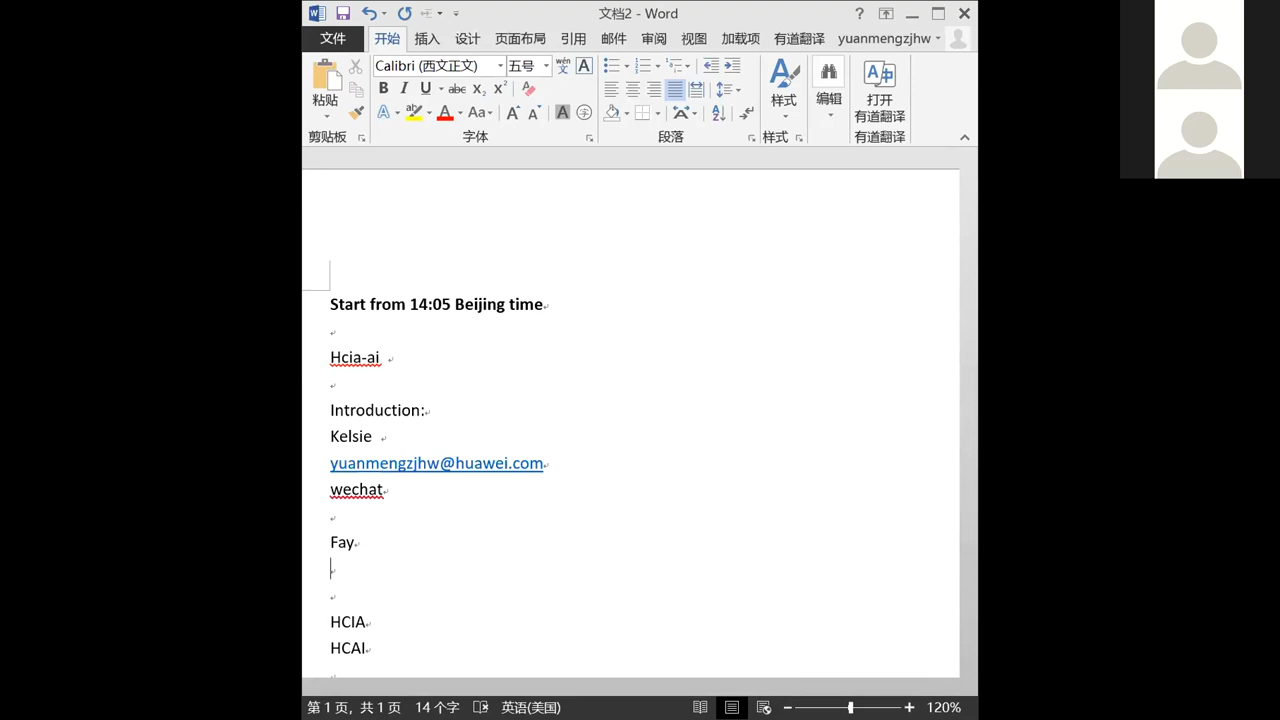 文档2 - Word
?
文件 开始 插入 设计 页面布局 引用 邮件 审阅 视图 加载项 有道翻译 yuanmengzjhw
粘贴
剪贴板
Calibri (西文正文) 五号 wén 文 A
B I U abc X₂ X²
A ab A Aa A A A 字
字体
段落
样式
样式
编辑
打开
有道翻译
有道翻译
Start from 14:05 Beijing time
Hcia-ai
Introduction:
Kelsie
yuanmengzjhw@huawei.com
wechat
Fay
HCIA
HCAI
第 1 页，共 1 页 14 个字 英语(美国) 120%